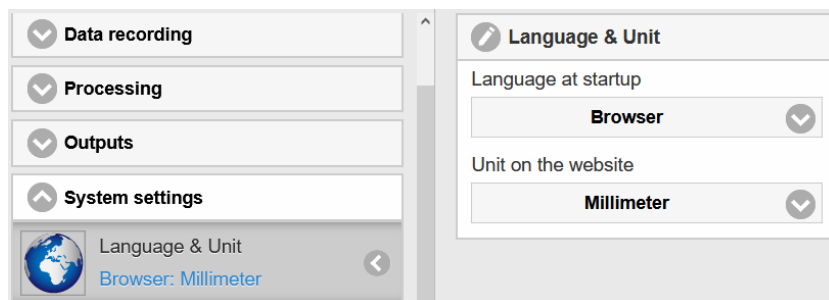 Data recording
Processing
Outputs
System settings
Language & Unit
Browser: Millimeter
Language & Unit
Language at startup
Browser
Unit on the website
Millimeter